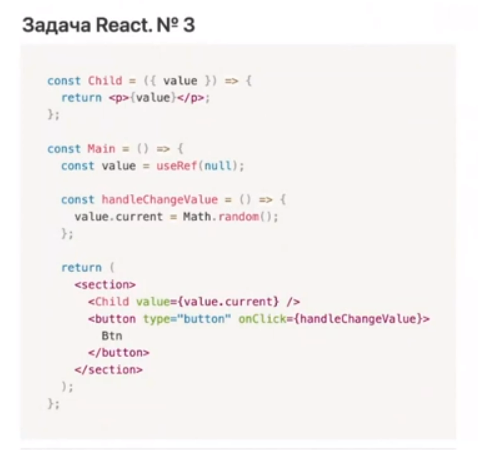 Задача React. № 3
const Child = ({ value }) => {
return <p>{value}</p>;
};
const Main = () => {
const value = useRef(null);
const handleChangeValue = () => {
value.current = Math.random();
};
return (
<section>
<Child value={value.current} />
<button type="button" onClick={handleChangeValue}>
Btn
</button>
</section>
);
};